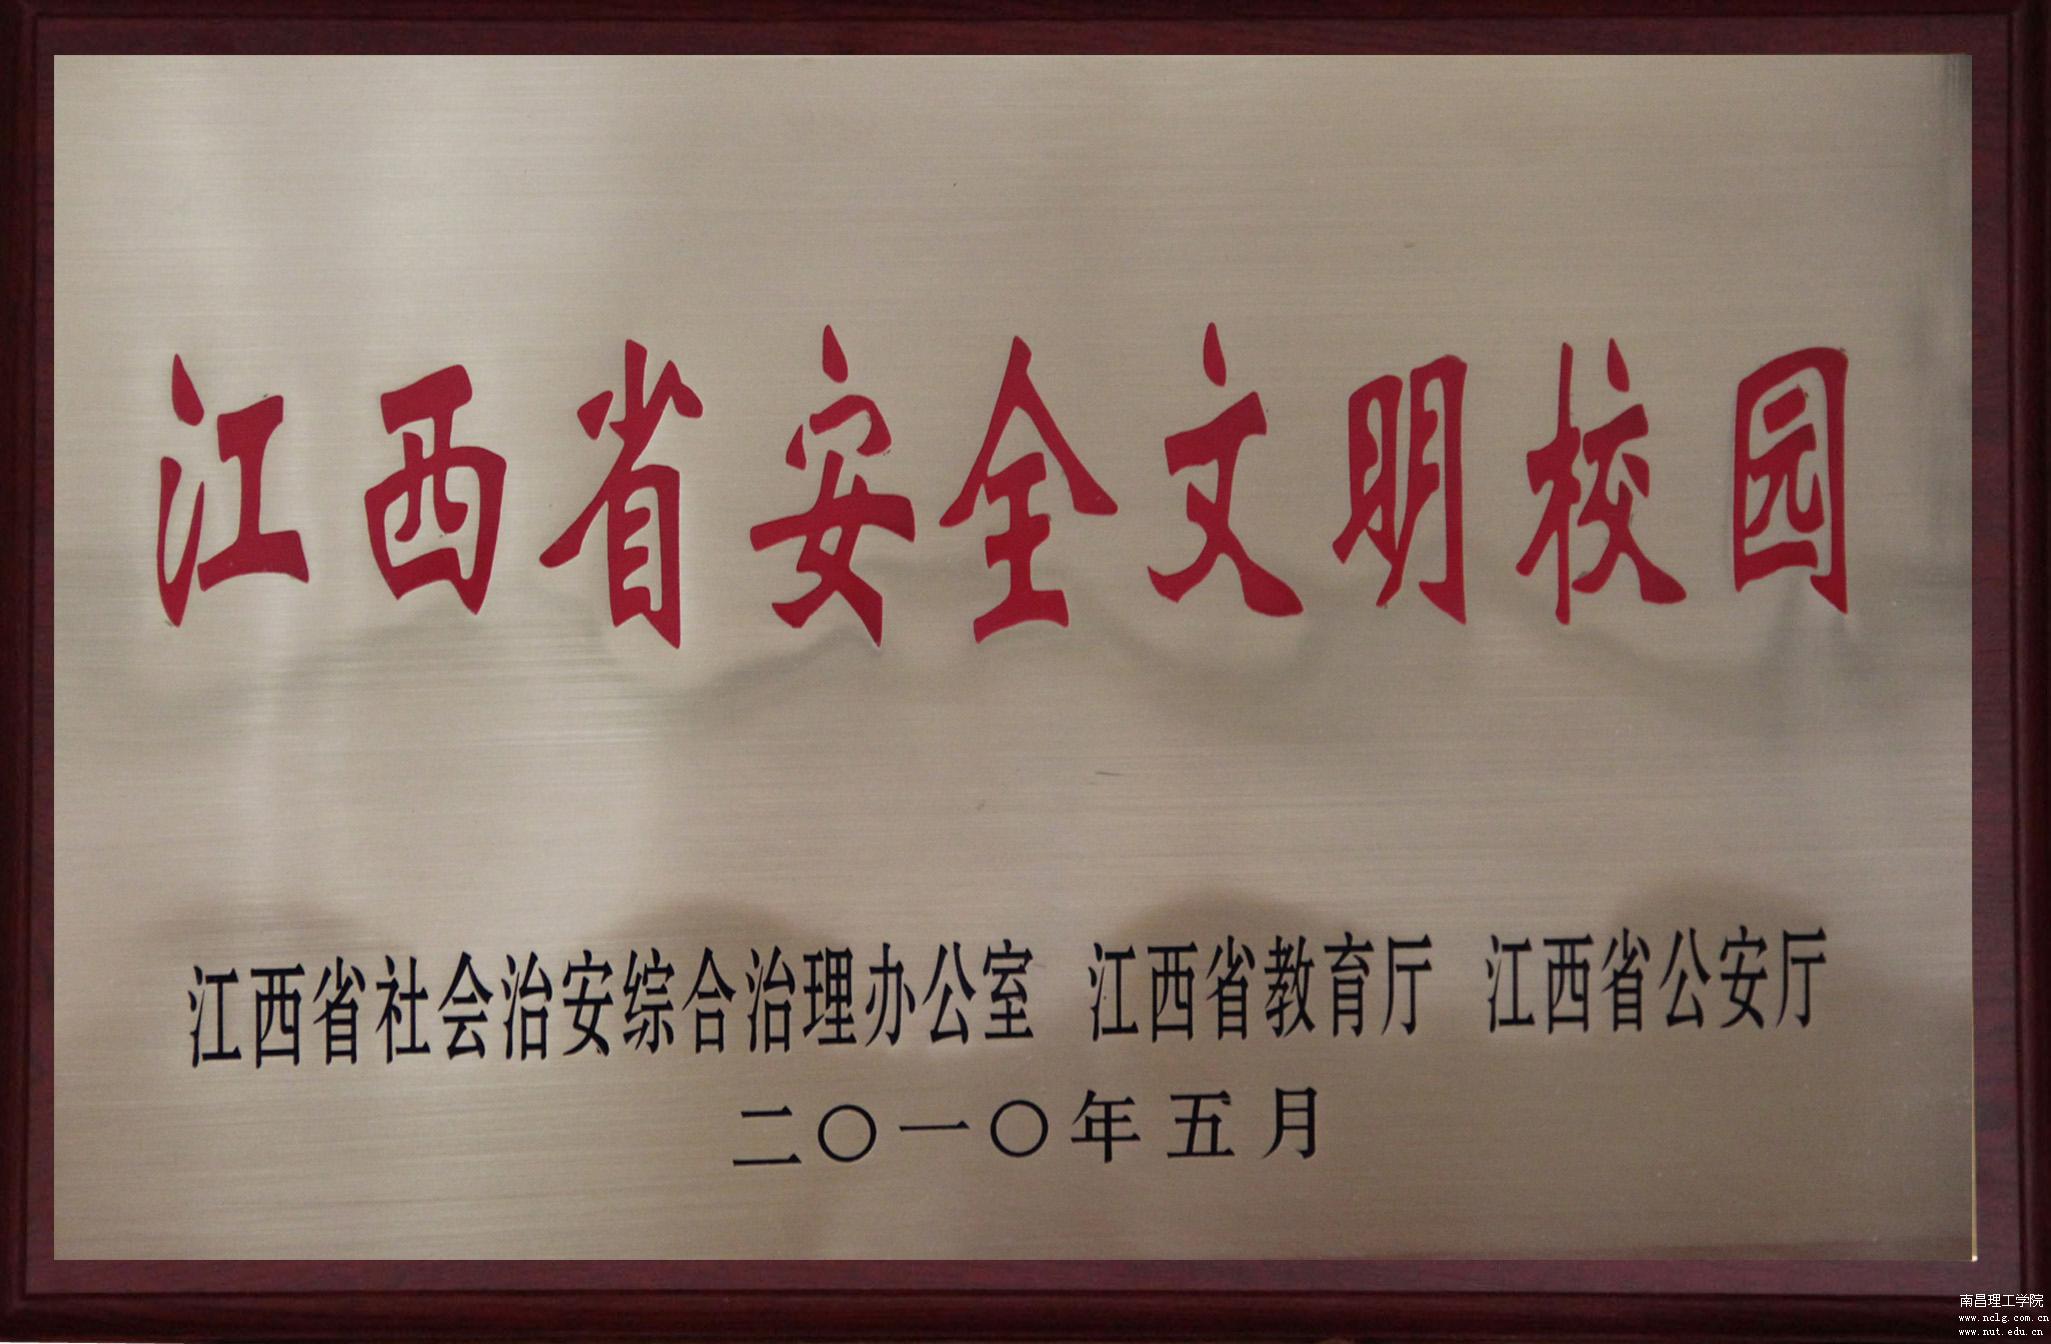 江西省安全文明校园
江西省社会治安综合治理办公室 江西省教育厅 江西省公安厅
二〇一〇年五月
南昌理工学院
www.nclg.com.cn
www.nut.edu.cn